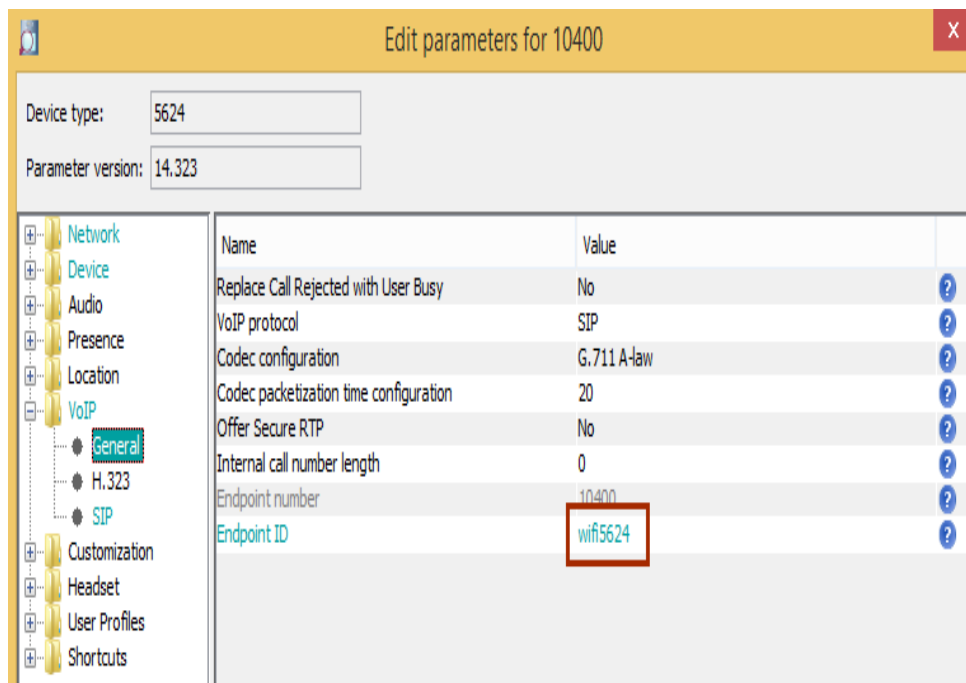 Edit parameters for 10400
X
Device type: 5624
Parameter version: 14.323
Network
Device
Audio
Presence
Location
VoIP
General
H.323
SIP
Customization
Headset
User Profiles
Shortcuts
Name Value
Replace Call Rejected with User Busy No ?
VoIP protocol SIP ?
Codec configuration G.711 A-law ?
Codec packetization time configuration 20 ?
Offer Secure RTP No ?
Internal call number length 0 ?
Endpoint number 10400 ?
Endpoint ID wifi5624 ?